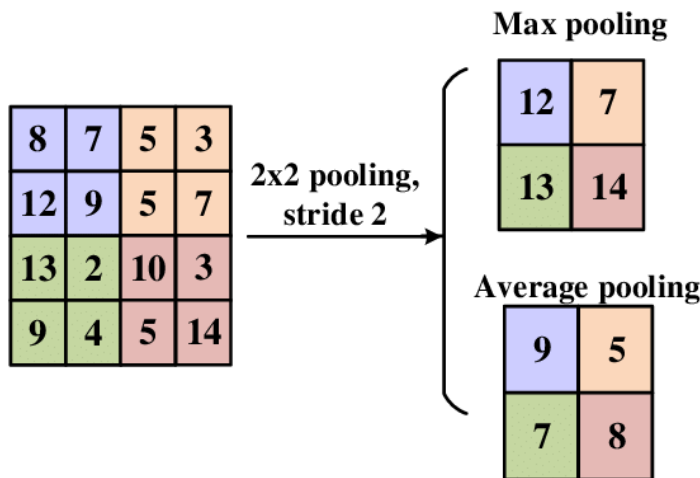 Max pooling
12 7
13 14
8 7 5 3
12 9 5 7
13 2 10 3
9 4 5 14
2x2 pooling,
stride 2
Average pooling
9 5
7 8